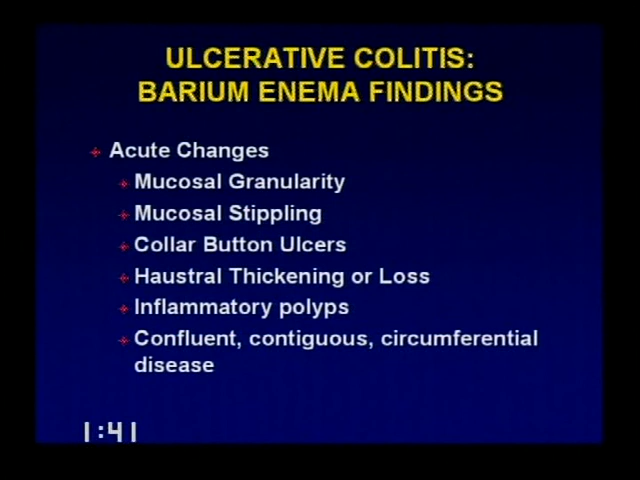 ULCERATIVE COLITIS:
BARIUM ENEMA FINDINGS
Acute Changes
Mucosal Granularity
Mucosal Stippling
Collar Button Ulcers
Haustral Thickening or Loss
Inflammatory polyps
Confluent, contiguous, circumferential
disease
1:41